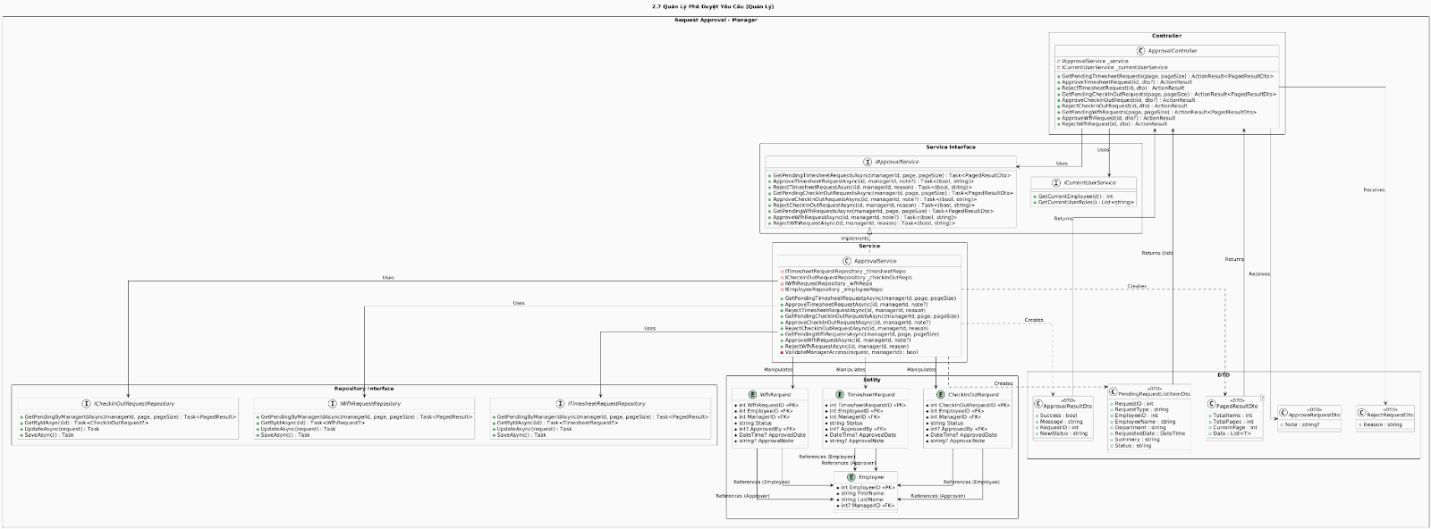 2.7 Quản Lý Phê Duyệt Yêu Cầu (Quản Lý)
Request Approval - Manager
Controller
C ApprovalController
IApprovalService _service
ICurrentUserService _currentUserService
GetPendingTimesheetRequests(page, pageSize) : ActionResult<PagedResultDto>
ApproveTimesheetRequest(id, dto?) : ActionResult
RejectTimesheetRequest(id, dto) : ActionResult
GetPendingCheckInOutRequests(page, pageSize) : ActionResult<PagedResultDto>
ApproveCheckInOutRequest(id, dto?) : ActionResult
RejectCheckInOutRequest(id, dto) : ActionResult
GetPendingWfhRequests(page, pageSize) : ActionResult<PagedResultDto>
ApproveWfhRequest(id, dto?) : ActionResult
RejectWfhRequest(id, dto) : ActionResult
Uses
Uses
Receives
Service Interface
I IApprovalService
GetPendingTimesheetRequestsAsync(managerId, page, pageSize) : Task<PagedResultDto>
ApproveTimesheetRequestAsync(id, managerId, note?) : Task<(bool, string)>
RejectTimesheetRequestAsync(id, managerId, reason) : Task<(bool, string)>
GetPendingCheckInOutRequestsAsync(managerId, page, pageSize) : Task<PagedResultDto>
ApproveCheckInOutRequestAsync(id, managerId, note?) : Task<(bool, string)>
RejectCheckInOutRequestAsync(id, managerId, reason) : Task<(bool, string)>
GetPendingWfhRequestsAsync(managerId, page, pageSize) : Task<PagedResultDto>
ApproveWfhRequestAsync(id, managerId, note?) : Task<(bool, string)>
RejectWfhRequestAsync(id, managerId, reason) : Task<(bool, string)>
I ICurrentUserService
GetCurrentEmployeeId() : int
GetCurrentUserRoles() : List<string>
Returns
Implements
Returns (list)
Returns
Receives
Service
C ApprovalService
ITimesheetRequestRepository _timesheetRepo
ICheckInOutRequestRepository _checkInOutRepo
IWfhRequestRepository _wfhRepo
IEmployeeRepository _employeeRepo
GetPendingTimesheetRequestsAsync(managerId, page, pageSize)
ApproveTimesheetRequestAsync(id, managerId, note?)
RejectTimesheetRequestAsync(id, managerId, reason)
GetPendingCheckInOutRequestsAsync(managerId, page, pageSize)
ApproveCheckInOutRequestAsync(id, managerId, note?)
RejectCheckInOutRequestAsync(id, managerId, reason)
GetPendingWfhRequestsAsync(managerId, page, pageSize)
ApproveWfhRequestAsync(id, managerId, note?)
RejectWfhRequestAsync(id, managerId, reason)
ValidateManagerAccess(request, managerId) : bool
Uses
Uses
Uses
Creates
Creates
Creates
Manipulates
Manipulates
Manipulates
Repository Interface
I ICheckInOutRequestRepository
GetPendingByManagerIdAsync(managerId, page, pageSize) : Task<PagedResult>
GetByIdAsync(id) : Task<CheckInOutRequest?>
UpdateAsync(request) : Task
SaveAsync() : Task
I IWfhRequestRepository
GetPendingByManagerIdAsync(managerId, page, pageSize) : Task<PagedResult>
GetByIdAsync(id) : Task<WfhRequest?>
UpdateAsync(request) : Task
SaveAsync() : Task
I ITimesheetRequestRepository
GetPendingByManagerIdAsync(managerId, page, pageSize) : Task<PagedResult>
GetByIdAsync(id) : Task<TimesheetRequest?>
UpdateAsync(request) : Task
SaveAsync() : Task
Entity
E WfhRequest
int WfhRequestID «PK»
int EmployeeID «FK»
int ManagerID «FK»
string Status
int? ApprovedBy «FK»
DateTime? ApprovedDate
string? ApprovalNote
E TimesheetRequest
int TimesheetRequestID «PK»
int EmployeeID «FK»
int ManagerID «FK»
string Status
int? ApprovedBy «FK»
DateTime? ApprovedDate
string? ApprovalNote
E CheckInOutRequest
int CheckInOutRequestID «PK»
int EmployeeID «FK»
int ManagerID «FK»
string Status
int? ApprovedBy «FK»
DateTime? ApprovedDate
string? ApprovalNote
References (Employee)
References (Approver)
References (Employee)
References (Approver)
References (Employee)
References (Approver)
E Employee
int EmployeeID «PK»
string FirstName
string LastName
int? ManagerID «FK»
DTO
«DTO»
C ApprovalResultDto
Success : bool
Message : string
RequestID : int
NewStatus : string
«DTO»
C PendingRequestListItemDto
RequestID : int
RequestType : string
EmployeeID : int
EmployeeName : string
Department : string
RequestedDate : DateTime
Summary : string
Status : string
«DTO»
C PagedResultDto
TotalItems : int
TotalPages : int
CurrentPage : int
Data : List<T>
«DTO»
C ApproveRequestDto
Note : string?
«DTO»
C RejectRequestDto
Reason : string